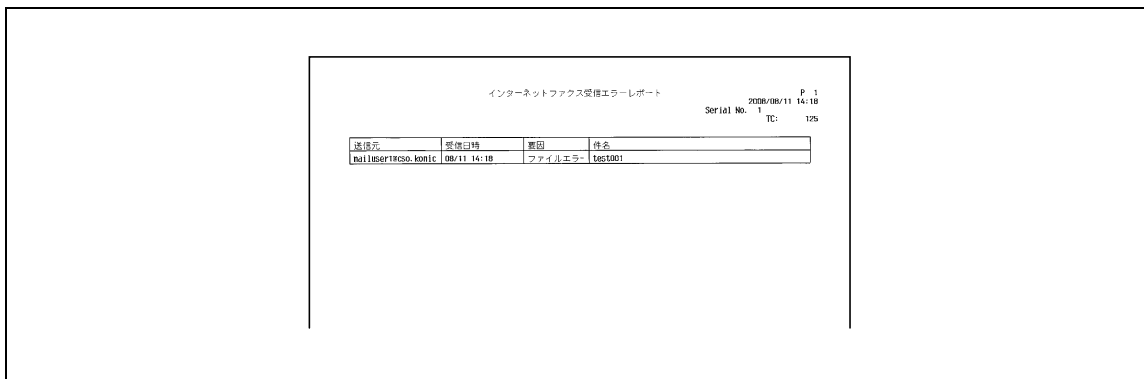 インターネットファクス受信エラーレポート
P 1
2008/08/11 14:18
Serial No. 1
TC: 125
送信元 受信日時 要因 件名
mailuser1@cso.konic 08/11 14:18 ファイルエラー test001